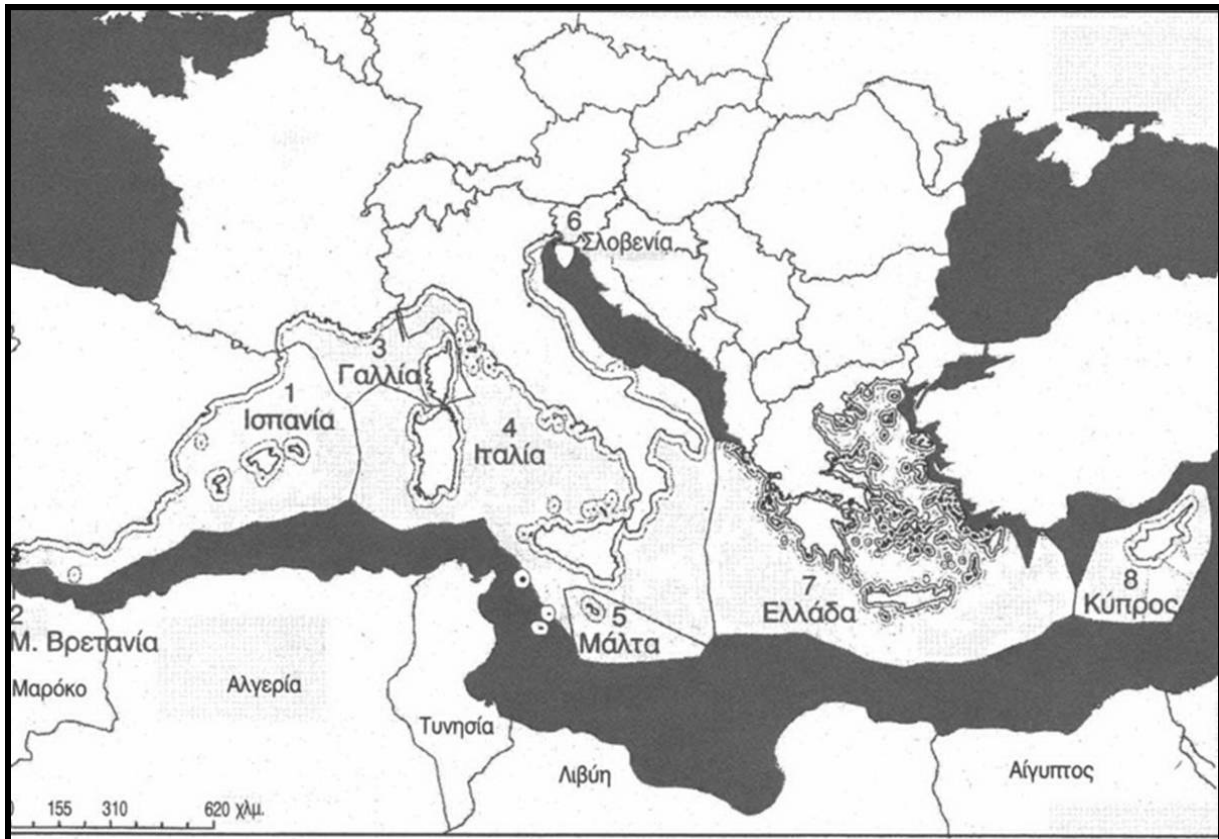 6
Σλοβενία
3
Γαλλία
1
Ισπανία
4
Ιταλία
7
Ελλάδα
8
Κύπρος
5
Μάλτα
2
Μ. Βρετανία
Μαρόκο
Αλγερία
Τυνησία
Λιβύη
Αίγυπτος
0 155 310 620 χλμ.